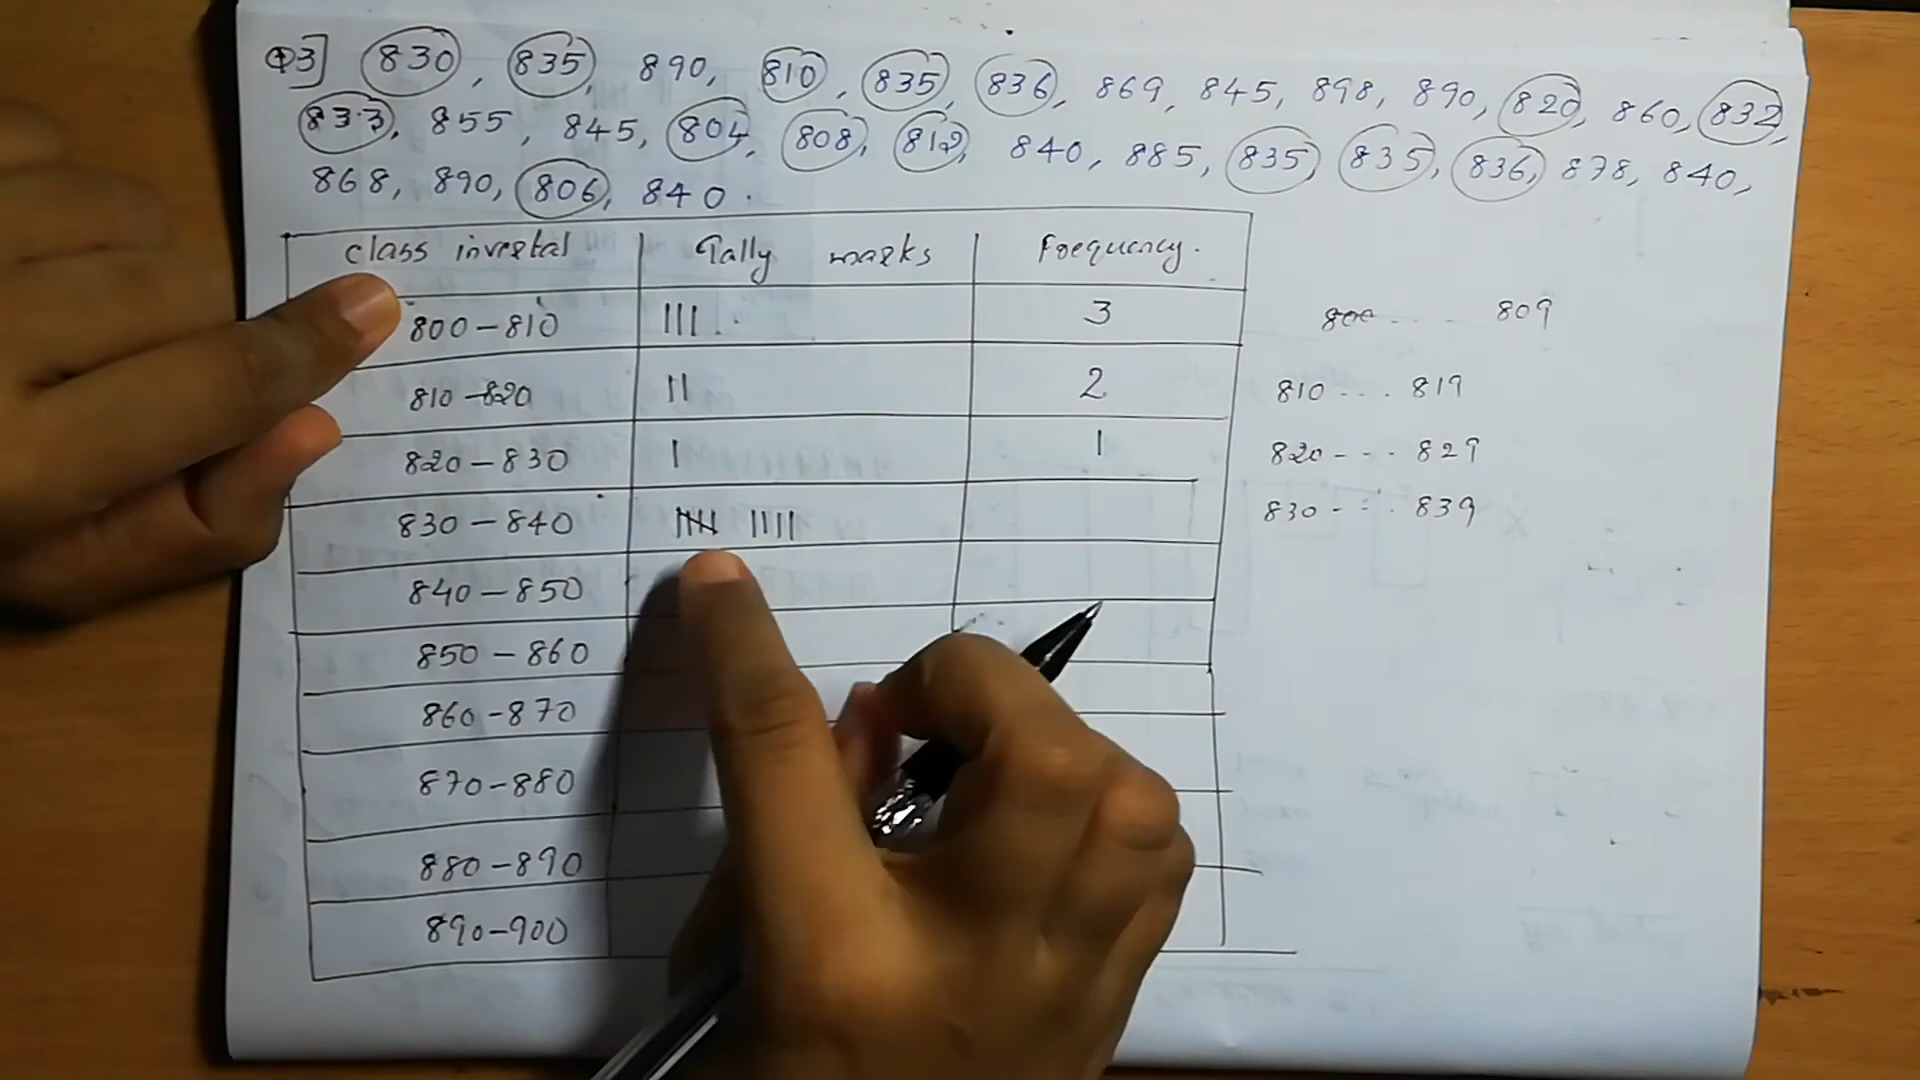 Q3] 830, 835, 890, 810, 835, 836, 869, 845, 898, 890, 820, 860, 832,
833, 855, 845, 804, 808, 812, 840, 885, 835, 835, 836, 878, 840,
868, 890, 806, 840.
class invertal Tally marks Frequency.
800-810 ||| 3 800 - - - 809
810-820 || 2 810 - - . 819
820-830 | 1 820 - - - 829
830-840 |||| |||| 830 - - . 839
840-850
850-860
860-870
870-880
880-890
890-900